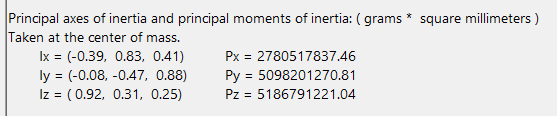 Principal axes of inertia and principal moments of inertia: ( grams * square millimeters )
Taken at the center of mass.
Ix = (-0.39, 0.83, 0.41) Px = 2780517837.46
Iy = (-0.08, -0.47, 0.88) Py = 5098201270.81
Iz = ( 0.92, 0.31, 0.25) Pz = 5186791221.04